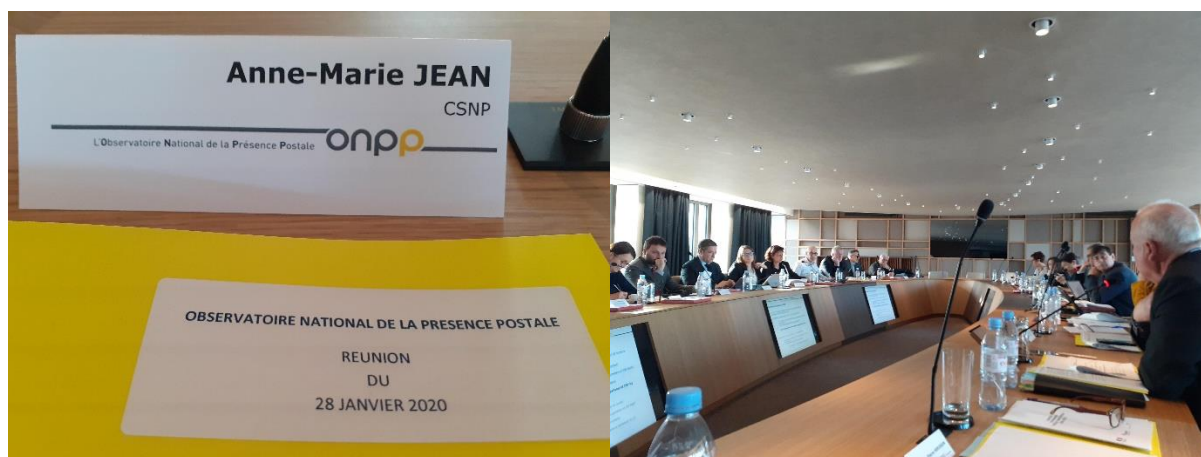 Anne-Marie JEAN
CSNP
L'Observatoire National de la Présence Postale onpp
OBSERVATOIRE NATIONAL DE LA PRESENCE POSTALE
REUNION
DU
28 JANVIER 2020